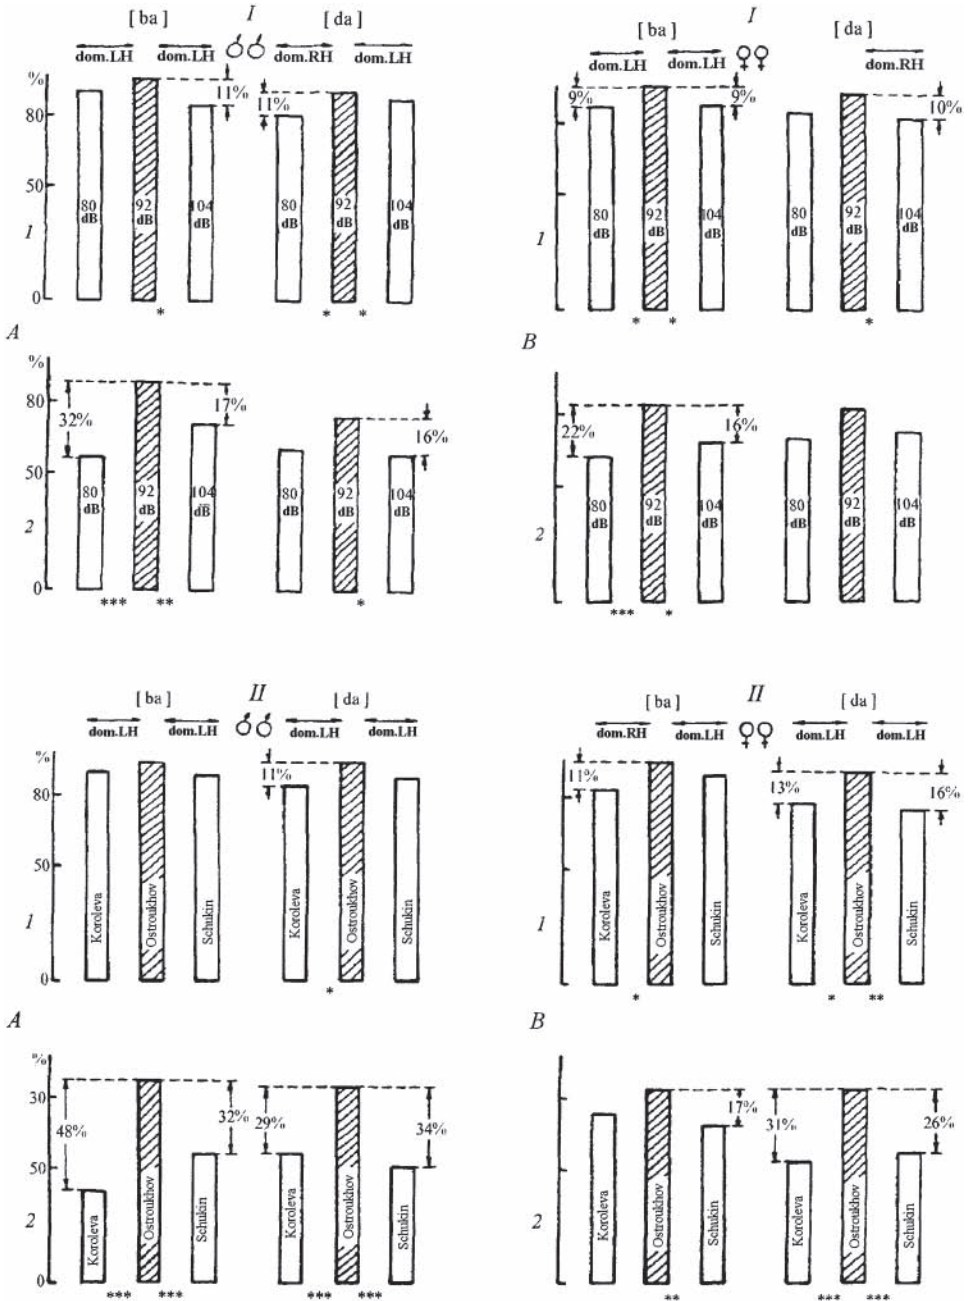 [ ba ] I [ da ]
dom.LH dom.LH ♂♂ dom.RH dom.LH
%
80
50
1
0
11% 11%
80 dB 92 dB 104 dB 80 dB 92 dB 104 dB
* * *
[ ba ] I [ da ]
dom.LH dom.LH ♀♀ dom.RH
9% 9% 10%
1
80 dB 92 dB 104 dB 80 dB 92 dB 104 dB
* * *
A
%
80
50
2
0
32% 17% 16%
80 dB 92 dB 104 dB 80 dB 92 dB 104 dB
*** ** *
B
22% 16%
2
80 dB 92 dB 104 dB 80 dB 92 dB 104 dB
*** *
[ ba ] II [ da ]
dom.LH dom.LH ♂♂ dom.LH dom.LH
%
80
50
1
0
11%
Koroleva Ostroukhov Schukin Koroleva Ostroukhov Schukin
*
[ ba ] II [ da ]
dom.RH dom.LH ♀♀ dom.LH dom.LH
11% 13% 16%
1
Koroleva Ostroukhov Schukin Koroleva Ostroukhov Schukin
* * **
A
%
30
50
2
0
48% 32% 29% 34%
Koroleva Ostroukhov Schukin Koroleva Ostroukhov Schukin
*** *** *** ***
B
17% 31% 26%
2
Koroleva Ostroukhov Schukin Koroleva Ostroukhov Schukin
** *** ***